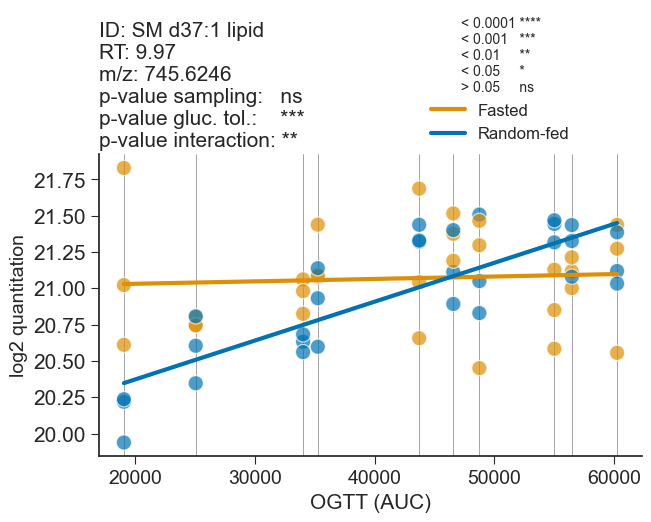 ID: SM d37:1 lipid
RT: 9.97
m/z: 745.6246
p-value sampling: ns
p-value gluc. tol.: ***
p-value interaction: **
< 0.0001 ****
< 0.001 ***
< 0.01 **
< 0.05 *
> 0.05 ns
Fasted
Random-fed
21.75
21.50
21.25
21.00
20.75
20.50
20.25
20.00
log2 quantitation
20000 30000 40000 50000 60000
OGTT (AUC)